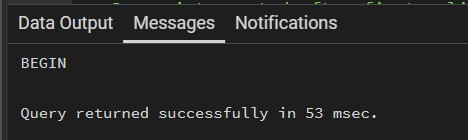 Data Output Messages Notifications
BEGIN
Query returned successfully in 53 msec.